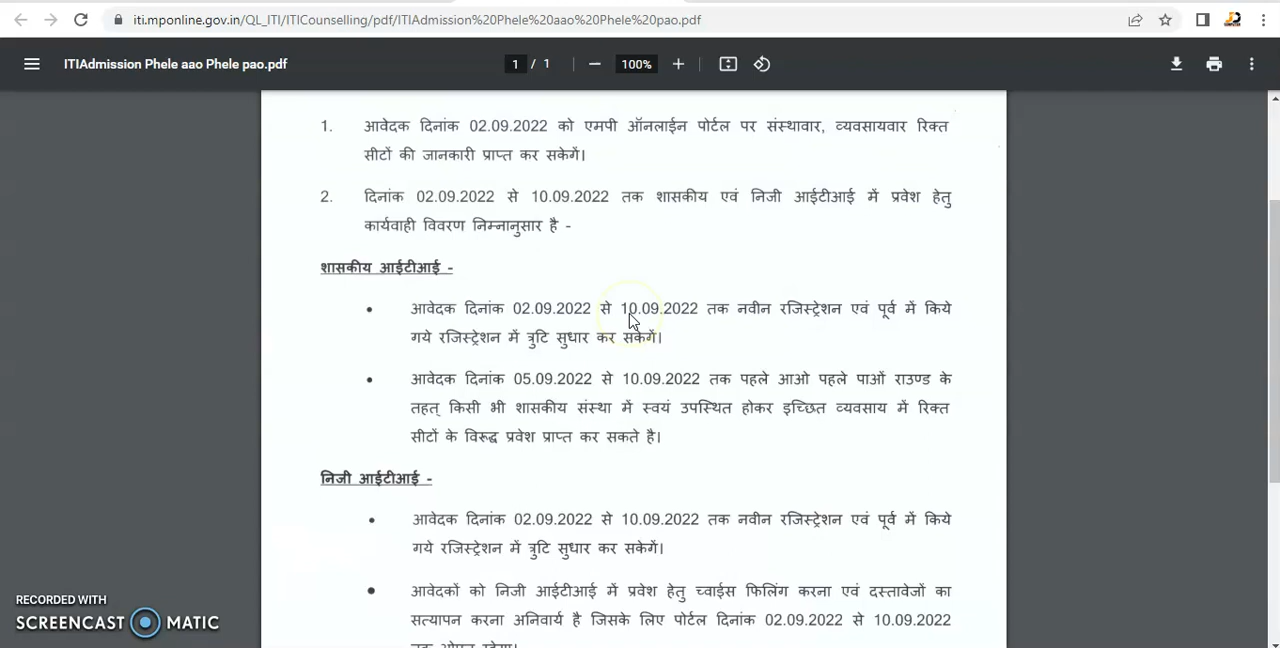 iti.mponline.gov.in/QL_ITI/ITICounselling/pdf/ITIAdmission%20Phele%20aao%20Phele%20pao.pdf
ITIAdmission Phele aao Phele pao.pdf
1 / 1
100%
1. आवेदक दिनांक 02.09.2022 को एमपी ऑनलाईन पोर्टल पर संस्थावार, व्यवसायवार रिक्त
सीटों की जानकारी प्राप्त कर सकेगें।
2. दिनांक 02.09.2022 से 10.09.2022 तक शासकीय एवं निजी आईटीआई में प्रवेश हेतु
कार्यवाही विवरण निम्नानुसार है -
शासकीय आईटीआई -
• आवेदक दिनांक 02.09.2022 से 10.09.2022 तक नवीन रजिस्ट्रेशन एवं पूर्व में किये
गये रजिस्ट्रेशन में त्रुटि सुधार कर सकेगें।
• आवेदक दिनांक 05.09.2022 से 10.09.2022 तक पहले आओ पहले पाओं राउण्ड के
तहत् किसी भी शासकीय संस्था में स्वयं उपस्थित होकर इच्छित व्यवसाय में रिक्त
सीटों के विरूद्ध प्रवेश प्राप्त कर सकते है।
निजी आईटीआई -
• आवेदक दिनांक 02.09.2022 से 10.09.2022 तक नवीन रजिस्ट्रेशन एवं पूर्व में किये
गये रजिस्ट्रेशन में त्रुटि सुधार कर सकेगें।
• आवेदकों को निजी आईटीआई में प्रवेश हेतु च्वाईस फिलिंग करना एवं दस्तावेजों का
सत्यापन करना अनिवार्य है जिसके लिए पोर्टल दिनांक 02.09.2022 से 10.09.2022
RECORDED WITH
SCREENCAST MATIC